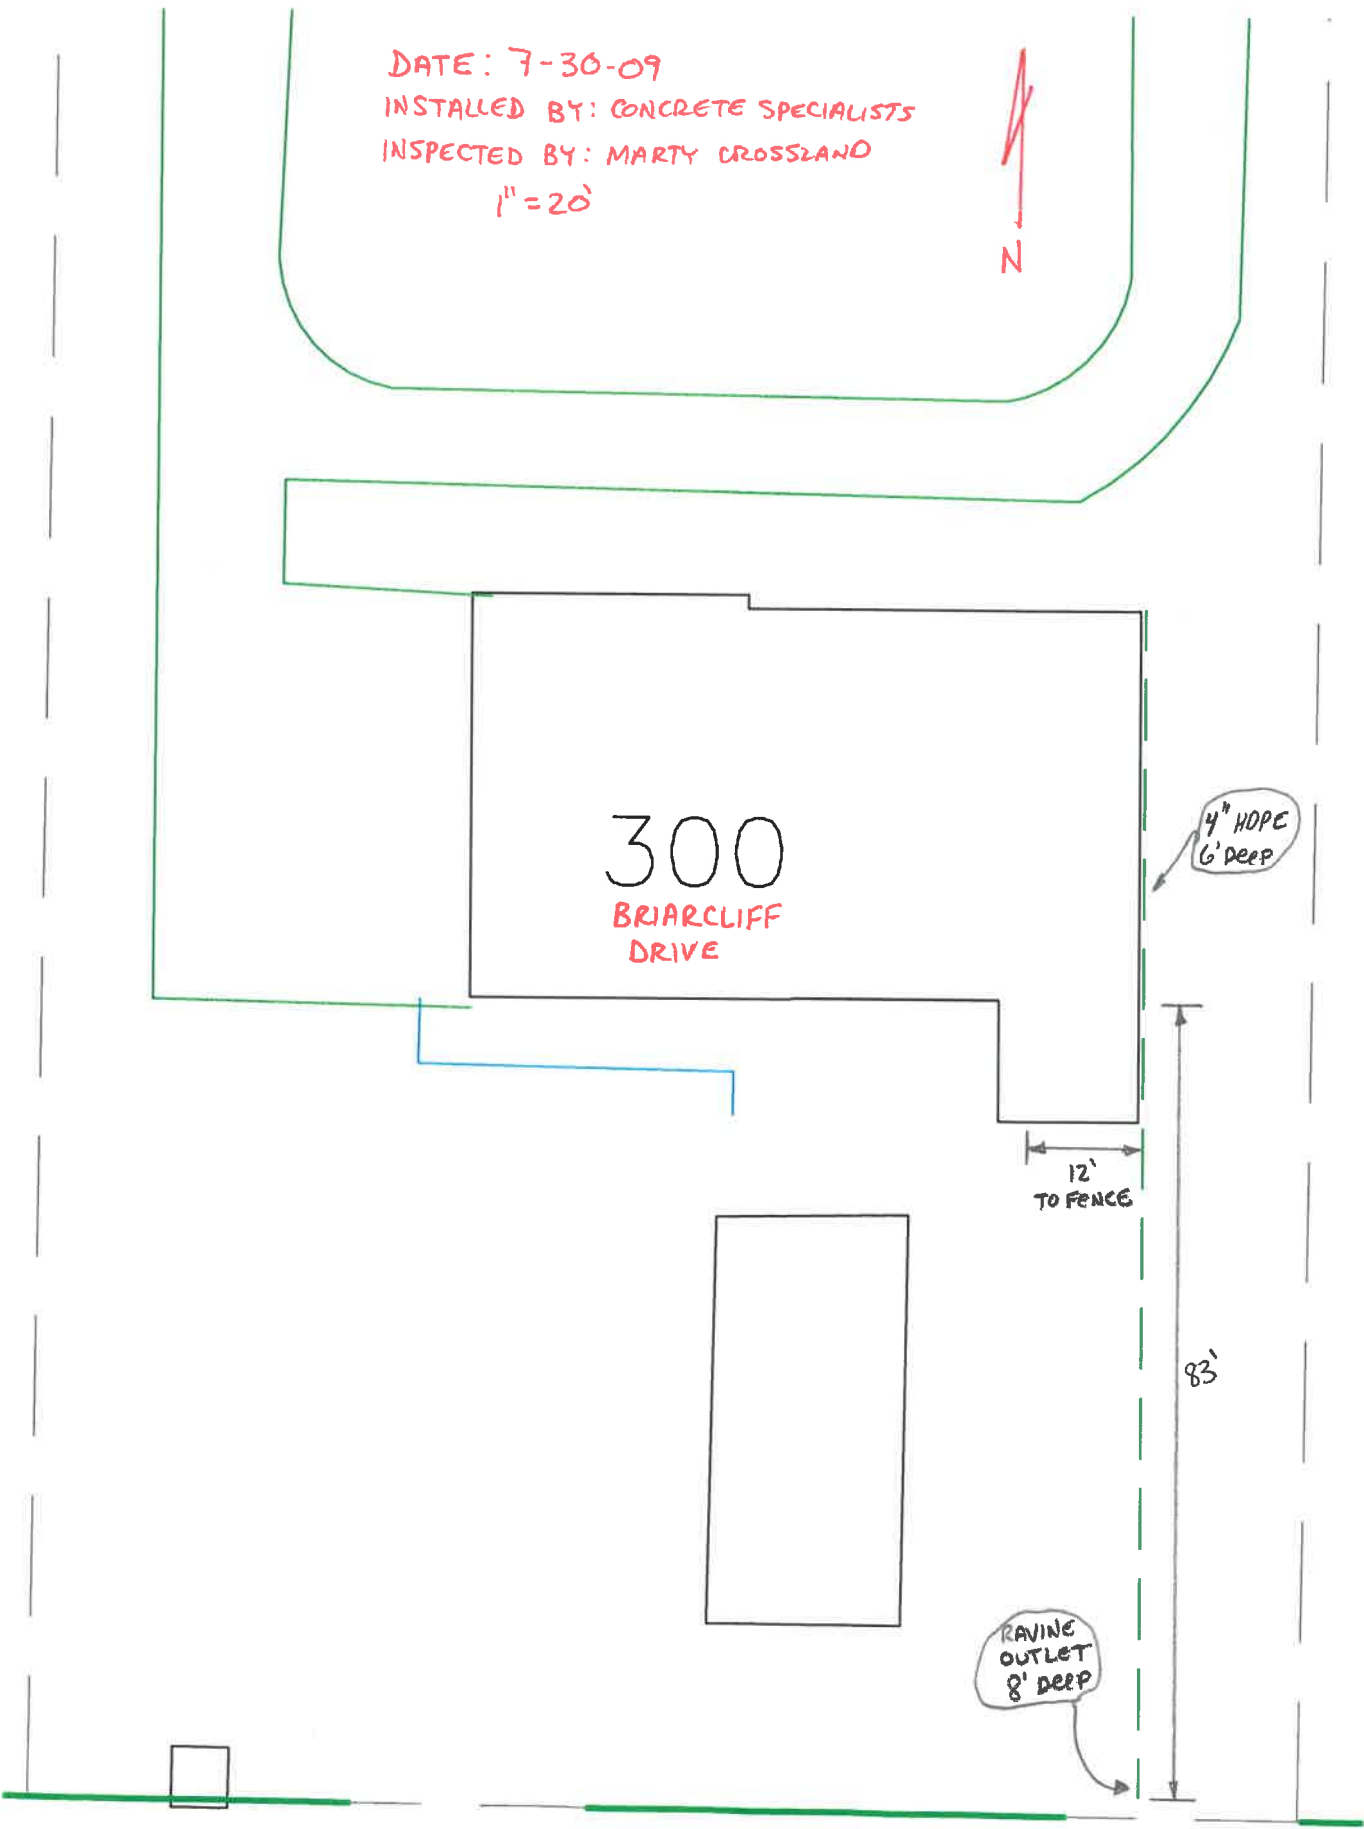 DATE: 7-30-09
INSTALLED BY: CONCRETE SPECIALISTS
INSPECTED BY: MARTY CROSSLAND
1" = 20'
N
300
BRIARCLIFF
DRIVE
4" HDPE
6' DEEP
12'
TO FENCE
83'
RAVINE
OUTLET
8' DEEP